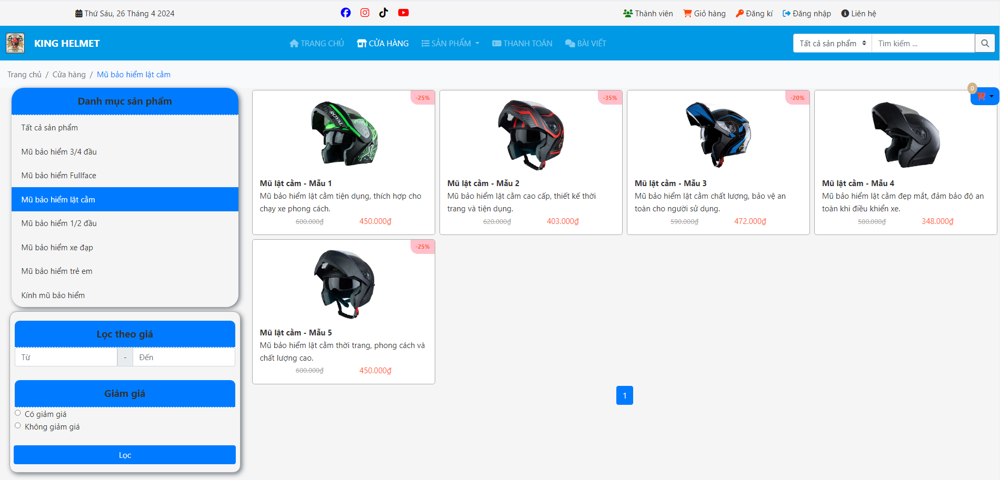 Thứ Sáu, 26 Tháng 4 2024
Thành viên
Giỏ hàng
Đăng kí
Đăng nhập
Liên hệ
KING HELMET
TRANG CHỦ
CỬA HÀNG
SẢN PHẨM
THANH TOÁN
BÀI VIẾT
Tất cả sản phẩm
Tìm kiếm ...
Trang chủ / Cửa hàng / Mũ bảo hiểm lật cằm
0
Danh mục sản phẩm
Tất cả sản phẩm
Mũ bảo hiểm 3/4 đầu
Mũ bảo hiểm Fullface
Mũ bảo hiểm lật cằm
Mũ bảo hiểm 1/2 đầu
Mũ bảo hiểm xe đạp
Mũ bảo hiểm trẻ em
Kính mũ bảo hiểm
Lọc theo giá
Từ - Đến
Giảm giá
Có giảm giá
Không giảm giá
Lọc
-25%
ROYAL
Mũ lật cằm - Mẫu 1
Mũ bảo hiểm lật cằm tiện dụng, thích hợp cho
chạy xe phong cách.
600.000₫ 450.000₫
-35%
Mũ lật cằm - Mẫu 2
Mũ bảo hiểm lật cằm cao cấp, thiết kế thời
trang và tiện dụng.
620.000₫ 403.000₫
-20%
Mũ lật cằm - Mẫu 3
Mũ bảo hiểm lật cằm chất lượng, bảo vệ an
toàn cho người sử dụng.
590.000₫ 472.000₫
Mũ lật cằm - Mẫu 4
Mũ bảo hiểm lật cằm đẹp mắt, đảm bảo độ an
toàn khi điều khiển xe.
580.000₫ 348.000₫
-25%
Mũ lật cằm - Mẫu 5
Mũ bảo hiểm lật cằm thời trang, phong cách và
chất lượng cao.
600.000₫ 450.000₫
1